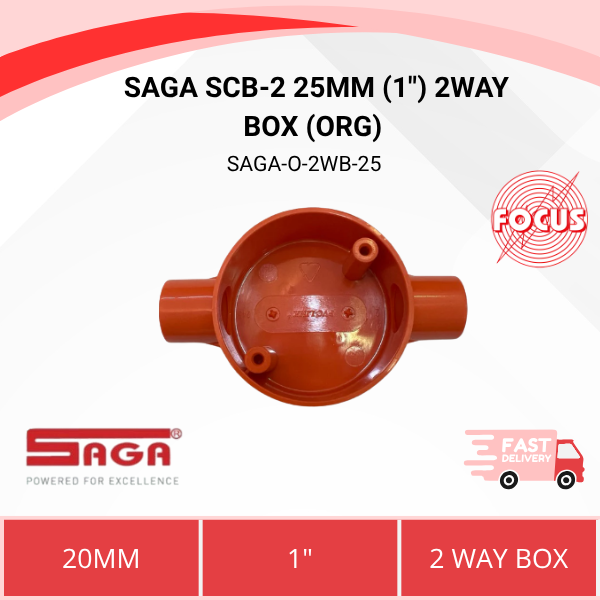 SAGA SCB-2 25MM (1") 2WAY
BOX (ORG)
SAGA-O-2WB-25
FOCUS
SAGA®
POWERED FOR EXCELLENCE
FAST
DELIVERY
20MM
1"
2 WAY BOX